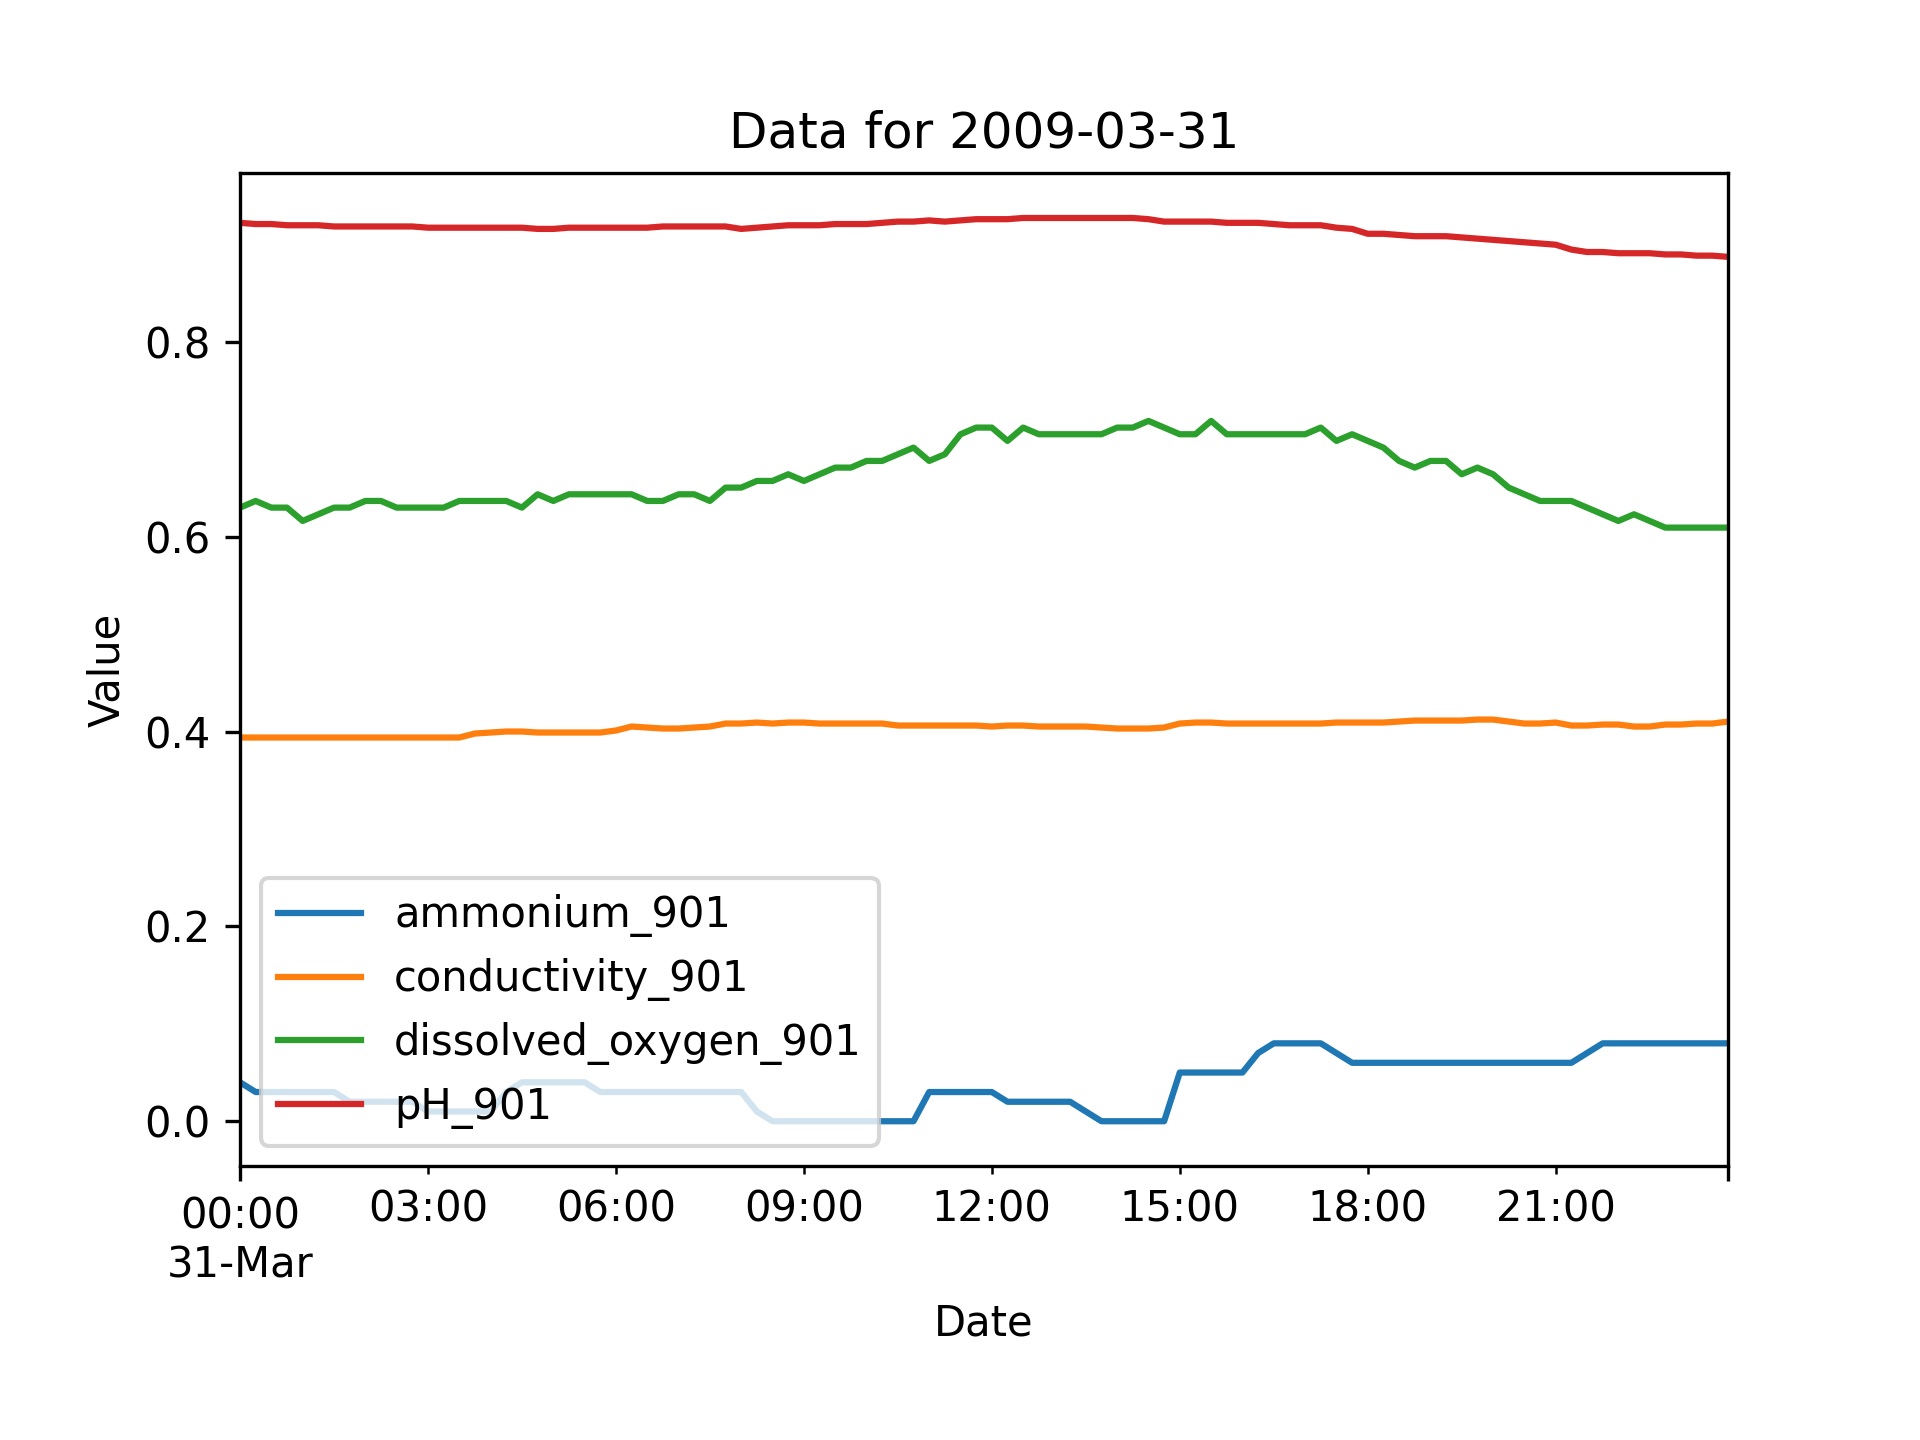 Data for 2009-03-31
Value
0.8
0.6
0.4
0.2
0.0
ammonium_901
conductivity_901
dissolved_oxygen_901
pH_901
00:00 03:00 06:00 09:00 12:00 15:00 18:00 21:00
31-Mar
Date